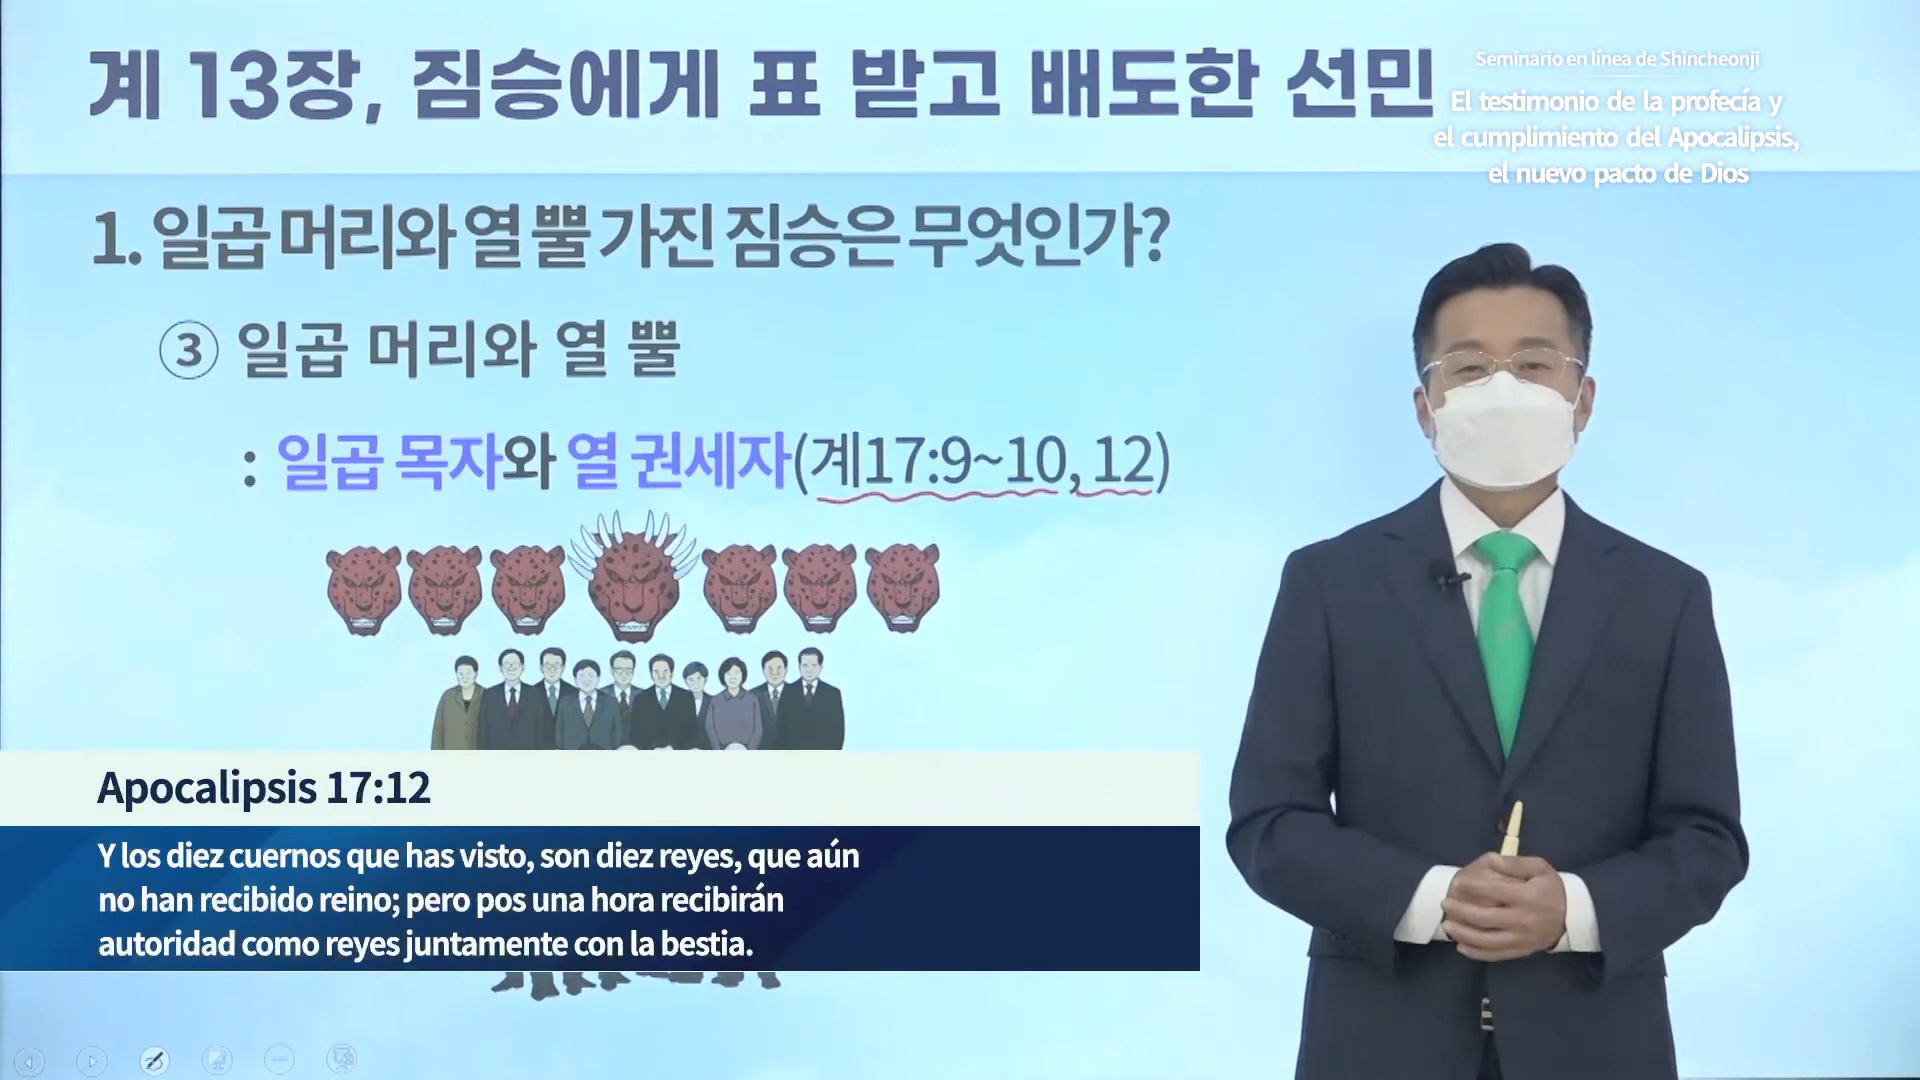 계 13장, 짐승에게 표 받고 배도한 선민
Seminario en línea de Shincheonji
El testimonio de la profecía y
el cumplimiento del Apocalipsis,
el nuevo pacto de Dios
1. 일곱 머리와 열 뿔 가진 짐승은 무엇인가?
③ 일곱 머리와 열 뿔
: 일곱 목자와 열 권세자(계17:9~10, 12)
Apocalipsis 17:12
Y los diez cuernos que has visto, son diez reyes, que aún
no han recibido reino; pero pos una hora recibirán
autoridad como reyes juntamente con la bestia.